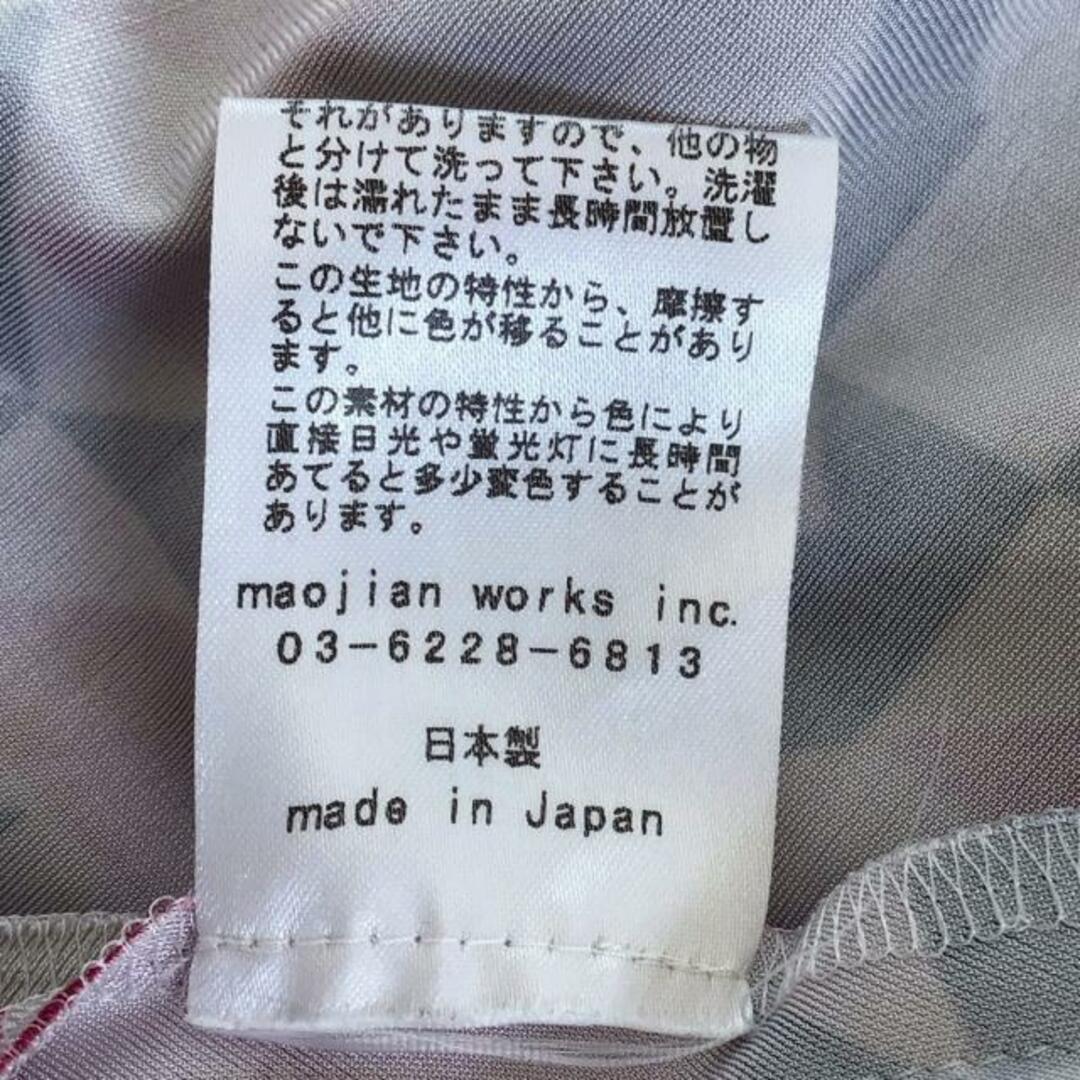 それがありますので、他の物
と分けて洗って下さい。洗濯
後は濡れたまま長時間放置し
ないで下さい。
この生地の特性から、摩擦す
ると他に色が移ることがあり
ます。
この素材の特性から色により
直接日光や蛍光灯に長時間
あてると多少変色することが
あります。
maojian works inc.
03-6228-6813
日本製
made in Japan